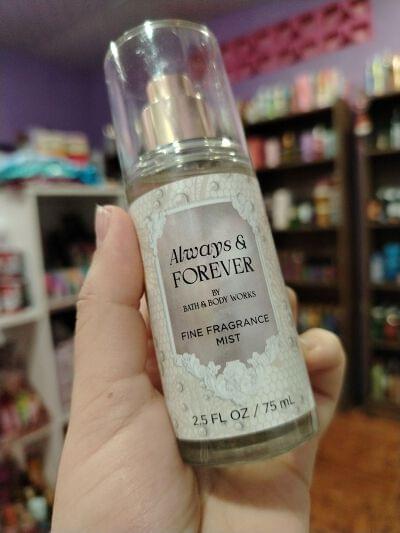 Always &
FOREVER
BY
BATH & BODY WORKS
FINE FRAGRANCE
MIST
2.5 FL OZ / 75 mL